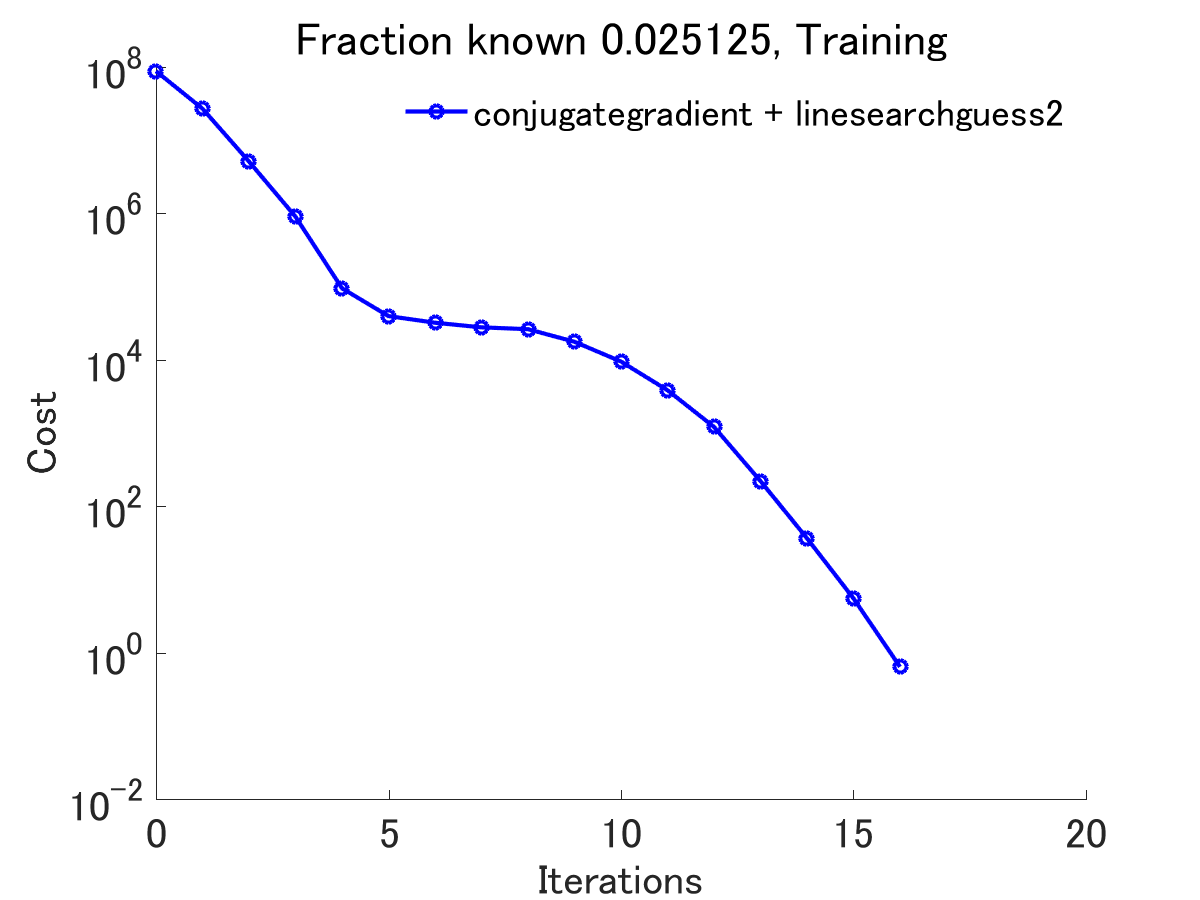 Fraction known 0.025125, Training
conjugategradient + linesearchguess2
10^8
10^6
10^4
10^2
10^0
10^-2
Cost
0 5 10 15 20
Iterations